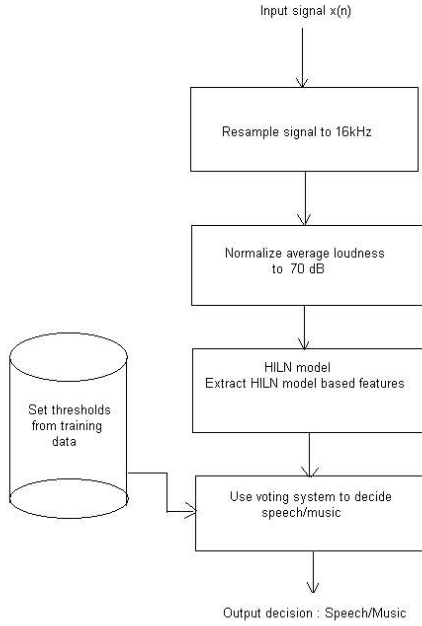 Input signal x(n)
Resample signal to 16kHz
Normalize average loudness
to 70 dB
HILN model
Extract HILN model based features
Set thresholds
from training
data
Use voting system to decide
speech/music
Output decision : Speech/Music